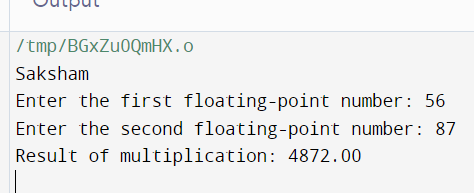 Output
/tmp/BGxZuOQmHX.o
Saksham
Enter the first floating-point number: 56
Enter the second floating-point number: 87
Result of multiplication: 4872.00